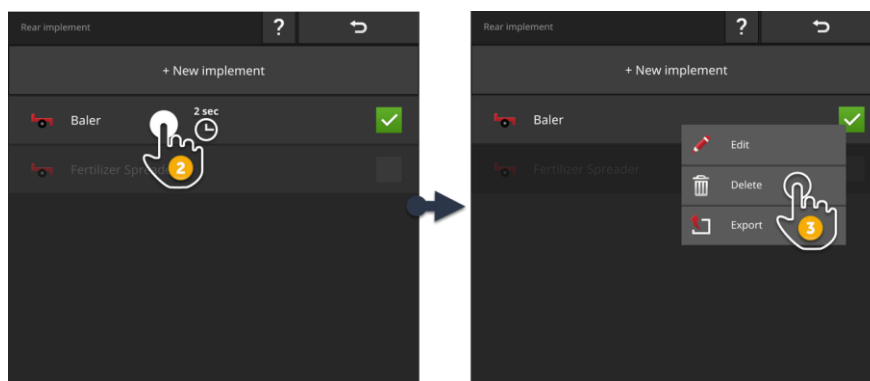 Rear implement
?
+ New implement
2 sec
Baler
2
Fertilizer Spreader
Rear implement
?
+ New implement
Baler
Edit
Fertilizer Spreader
Delete
Export
3